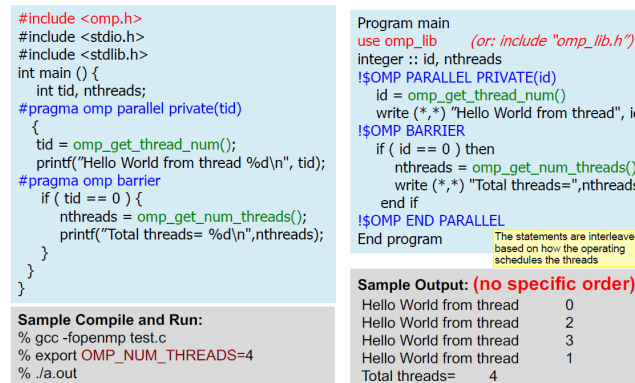 #include <omp.h>
#include <stdio.h>
#include <stdlib.h>
int main () {
int tid, nthreads;
#pragma omp parallel private(tid)
{
tid = omp_get_thread_num();
printf("Hello World from thread %d\n", tid);
#pragma omp barrier
if ( tid == 0 ) {
nthreads = omp_get_num_threads();
printf("Total threads= %d\n",nthreads);
}
}
}
Sample Compile and Run:
% gcc -fopenmp test.c
% export OMP_NUM_THREADS=4
% ./a.out
Program main
use omp_lib (or: include "omp_lib.h")
integer :: id, nthreads
!$OMP PARALLEL PRIVATE(id)
id = omp_get_thread_num()
write (*,*) "Hello World from thread",
!$OMP BARRIER
if ( id == 0 ) then
nthreads = omp_get_num_threads()
write (*,*) "Total threads=",nthreads
end if
!$OMP END PARALLEL
End program
The statements are interleave
based on how the operating
schedules the threads
Sample Output: (no specific order)
Hello World from thread 0
Hello World from thread 2
Hello World from thread 3
Hello World from thread 1
Total threads= 4